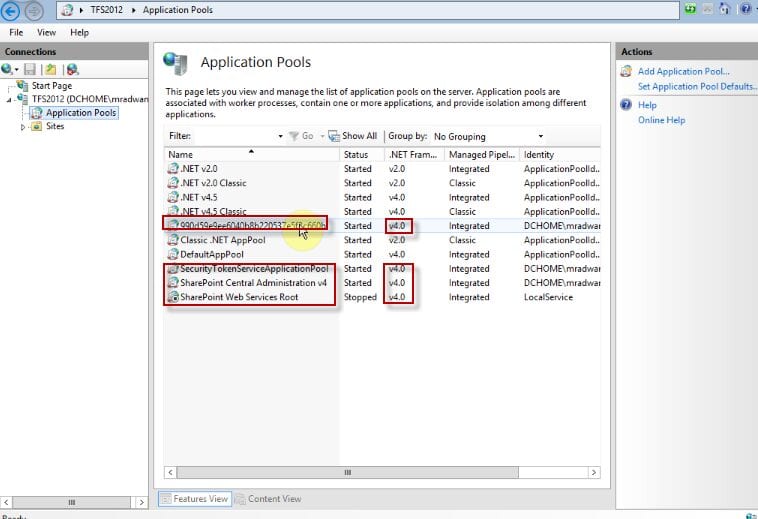 TFS2012 Application Pools
File View Help
Connections
Start Page
TFS2012 (DCHOME\mradwan
Application Pools
Sites
Application Pools
This page lets you view and manage the list of application pools on the server. Application pools are
associated with worker processes, contain one or more applications, and provide isolation among different
applications.
Filter: Go Show All Group by: No Grouping
Name Status .NET Fram... Managed Pipel... Identity
.NET v2.0 Started v2.0 Integrated ApplicationPoolId...
.NET v2.0 Classic Started v2.0 Classic ApplicationPoolId...
.NET v4.5 Started v4.0 Integrated ApplicationPoolId...
.NET v4.5 Classic Started v4.0 Classic ApplicationPoolId...
Started v4.0 Integrated DCHOME\mradwa...
Classic .NET AppPool Started v2.0 Classic ApplicationPoolId...
DefaultAppPool Started v4.0 Integrated ApplicationPoolId...
SecurityTokenServiceApplicationPool Started v4.0 Integrated DCHOME\mradwa...
SharePoint Central Administration v4 Started v4.0 Integrated DCHOME\mradwa...
SharePoint Web Services Root Stopped v4.0 Integrated LocalService
Features View Content View
Actions
Add Application Pool...
Set Application Pool Defaults...
Help
Online Help